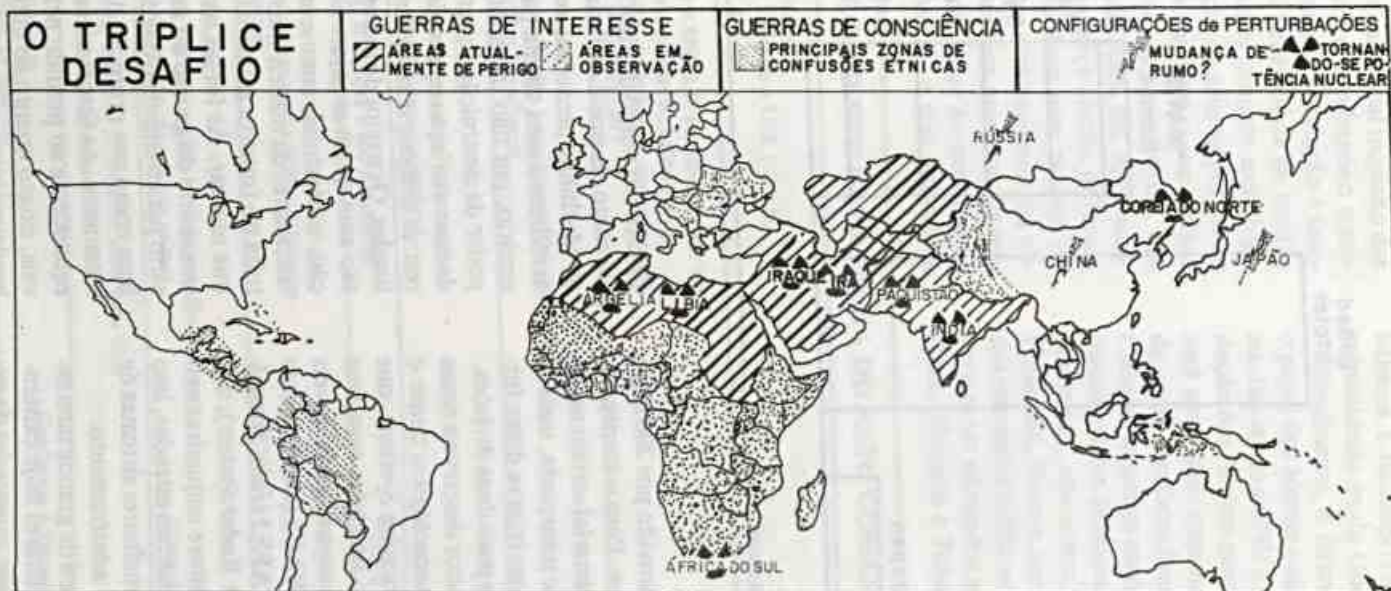 O TRÍPLICE
DESAFIO
GUERRAS DE INTERESSE
ÁREAS ATUAL-
MENTE DE PERIGO
ÁREAS EM
OBSERVAÇÃO
GUERRAS DE CONSCIÊNCIA
PRINCIPAIS ZONAS DE
CONFUSÕES ÉTNICAS
CONFIGURAÇÕES de PERTURBAÇÕES
MUDANÇA DE
RUMO?
TORNAN-
DO-SE PO-
TÊNCIA NUCLEAR
RÚSSIA
CORÉIA DO NORTE
CHINA
JAPÃO
IRAQUE
IRÃ
ARGÉLIA
LÍBIA
PAQUISTÃO
ÍNDIA
ÁFRICA DO SUL